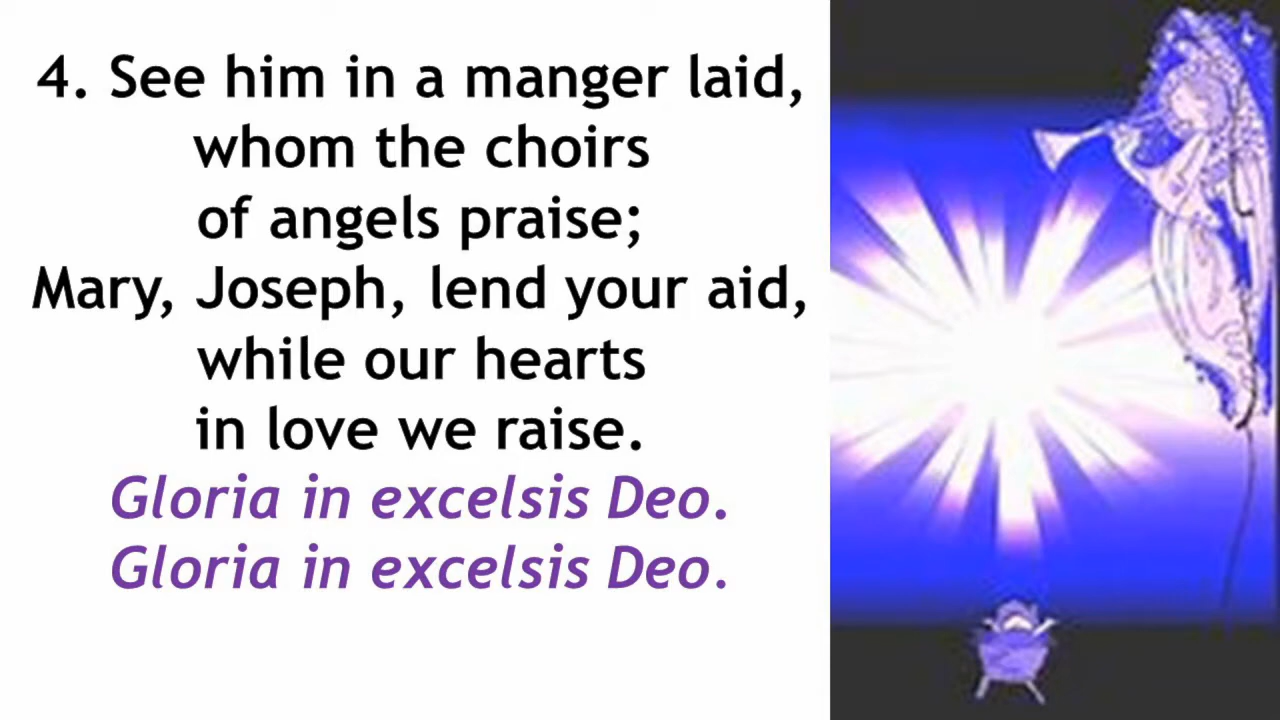 4. See him in a manger laid,
whom the choirs
of angels praise;
Mary, Joseph, lend your aid,
while our hearts
in love we raise.
Gloria in excelsis Deo.
Gloria in excelsis Deo.